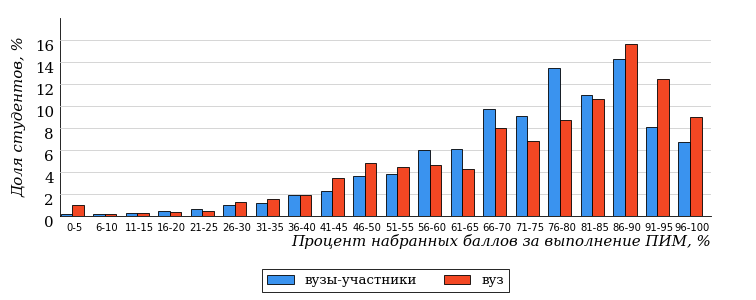 Доля студентов, %
16
14
12
10
8
6
4
2
0
0-5 6-10 11-15 16-20 21-25 26-30 31-35 36-40 41-45 46-50 51-55 56-60 61-65 66-70 71-75 76-80 81-85 86-90 91-95 96-100
Процент набранных баллов за выполнение ПИМ, %
вузы-участники вуз